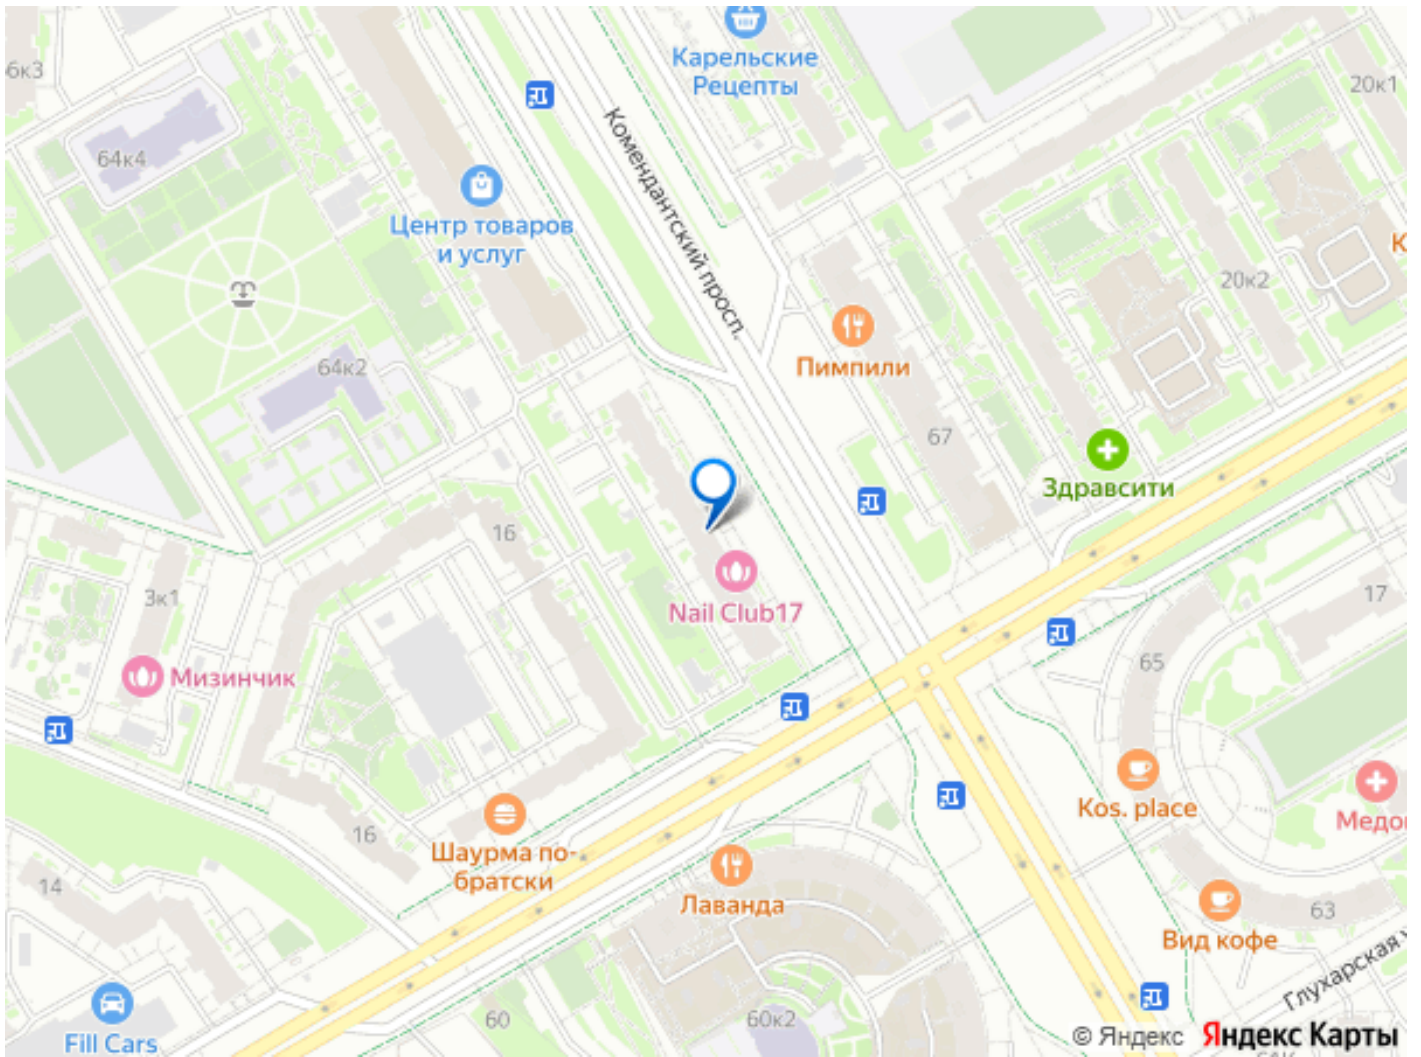 Карельские
Рецепты
6к3
20к1
64к4
Комендантский просп.
Центр товаров
и услуг
20к2
К
64к2
Пимпили
67
Здравсити
16
3к1
17
Nail Club17
65
Мизинчик
Kos. place
Медо
16
Шаурма по-
братски
14
Лаванда
63
Вид кофе
Глухарская
60
60к2
Fill Cars
© Яндекс Яндекс Карты